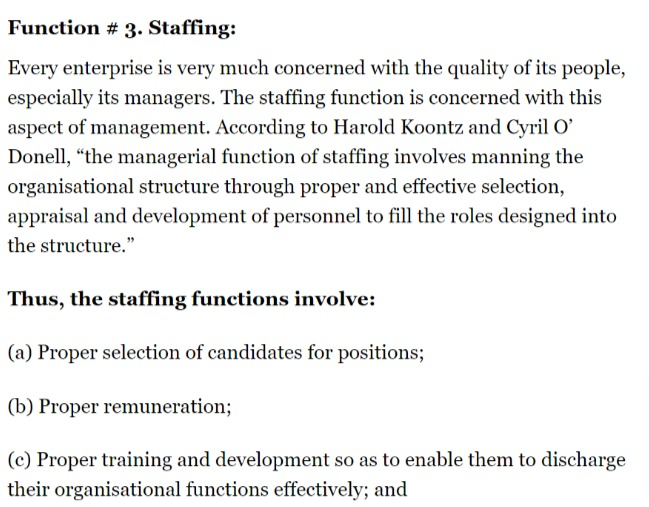 Function # 3. Staffing:
Every enterprise is very much concerned with the quality of its people,
especially its managers. The staffing function is concerned with this
aspect of management. According to Harold Koontz and Cyril O’
Donell, “the managerial function of staffing involves manning the
organisational structure through proper and effective selection,
appraisal and development of personnel to fill the roles designed into
the structure.”
Thus, the staffing functions involve:
(a) Proper selection of candidates for positions;
(b) Proper remuneration;
(c) Proper training and development so as to enable them to discharge
their organisational functions effectively; and